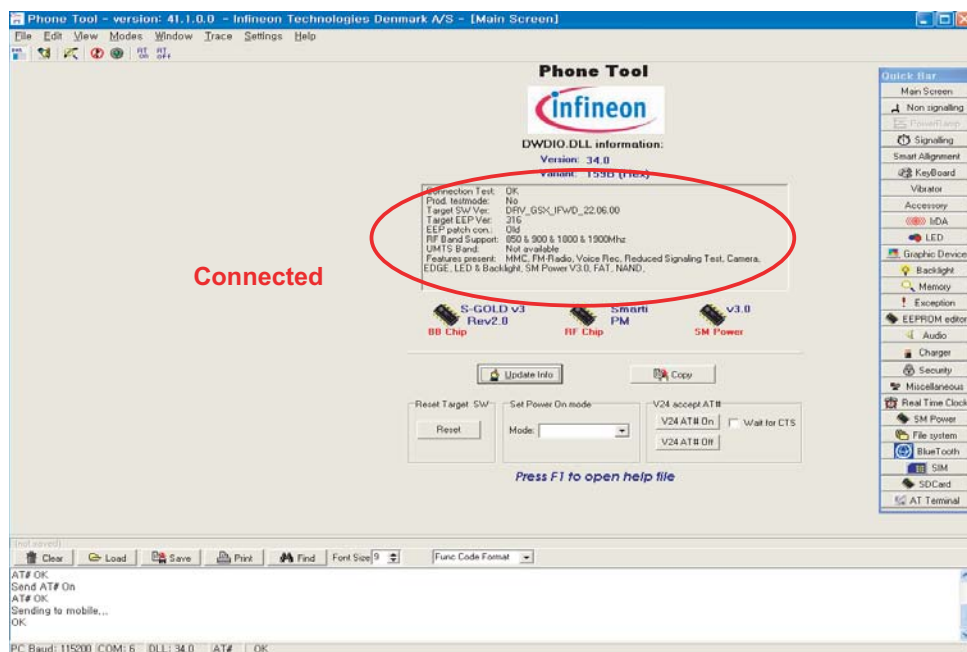 Phone Tool - version: 41.1.0.0 - Infineon Technologies Denmark A/S - [Main Screen]
File Edit View Modes Window Trace Settings Help
AT on AT off
Phone Tool
infineon
DWDIO.DLL information:
Version: 34.0
Variant: 159B (Flex)
Connection Test: OK
Prod. testmode: No
Target SW Ver: DRV_GSX_IFWD_22.06.00
Target EEP Ver: 316
EEP patch con.: Old
RF Band Support: 850 & 900 & 1800 & 1900Mhz
UMTS Band: Not available
Features present: MMC, FM-Radio, Voice Rec, Reduced Signaling Test, Camera,
EDGE, LED & Backlight, SM Power V3.0, FAT, NAND,
Connected
S-GOLD v3
Rev2.0
BB Chip
Smarti
PM
RF Chip
v3.0
SM Power
Update Info
Copy
Reset Target SW
Reset
Set Power On mode
Mode:
V24 accept AT#
V24 AT# On
Wait for CTS
V24 AT# Off
Press F1 to open help file
Quick Bar
Main Screen
Non signalling
PowerRamp
Signalling
Smart Alignment
KeyBoard
Vibrator
Accessory
IrDA
LED
Graphic Device
Backlight
Memory
Exception
EEPROM editor
Audio
Charger
Security
Miscellaneous
Real Time Clock
SM Power
File system
BlueTooth
SIM
SDCard
AT Terminal
(not saved)
Clear Load Save Print Find Font Size 9 Func Code Format
AT# OK
Send AT# On
AT# OK
Sending to mobile...
OK
PC Baud: 115200 COM: 6 DLL: 34.0 AT# OK